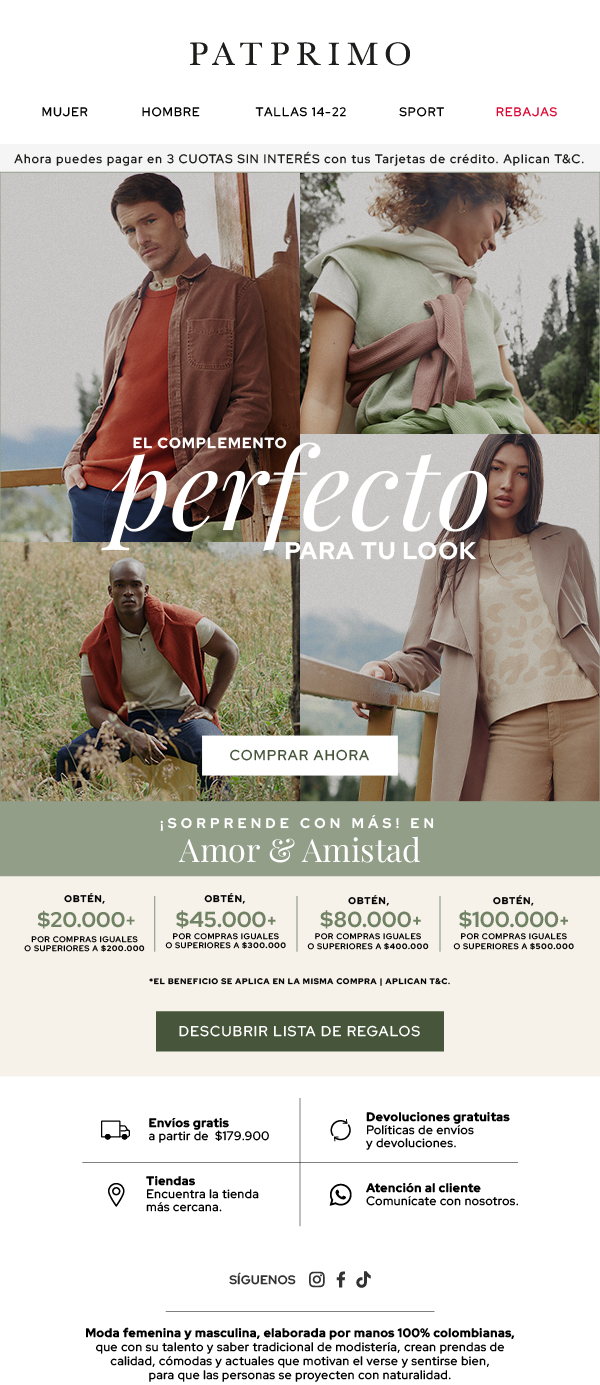 PATPRIMO
MUJER HOMBRE TALLAS 14-22 SPORT REBAJAS
Ahora puedes pagar en 3 CUOTAS SIN INTERÉS con tus Tarjetas de crédito. Aplican T&C.
EL COMPLEMENTO
perfecto
PARA TU LOOK
COMPRAR AHORA
¡SORPRENDE CON MÁS! EN
Amor & Amistad
OBTÉN,
$20.000+
POR COMPRAS IGUALES
O SUPERIORES A $200.000
OBTÉN,
$45.000+
POR COMPRAS IGUALES
O SUPERIORES A $300.000
OBTÉN,
$80.000+
POR COMPRAS IGUALES
O SUPERIORES A $400.000
OBTÉN,
$100.000+
POR COMPRAS IGUALES
O SUPERIORES A $500.000
*EL BENEFICIO SE APLICA EN LA MISMA COMPRA | APLICAN T&C.
DESCUBRIR LISTA DE REGALOS
Envíos gratis
a partir de $179.900
Devoluciones gratuitas
Políticas de envíos
y devoluciones.
Tiendas
Encuentra la tienda
más cercana.
Atención al cliente
Comunícate con nosotros.
SÍGUENOS
Moda femenina y masculina, elaborada por manos 100% colombianas,
que con su talento y saber tradicional de modistería, crean prendas de
calidad, cómodas y actuales que motivan el verse y sentirse bien,
para que las personas se proyecten con naturalidad.